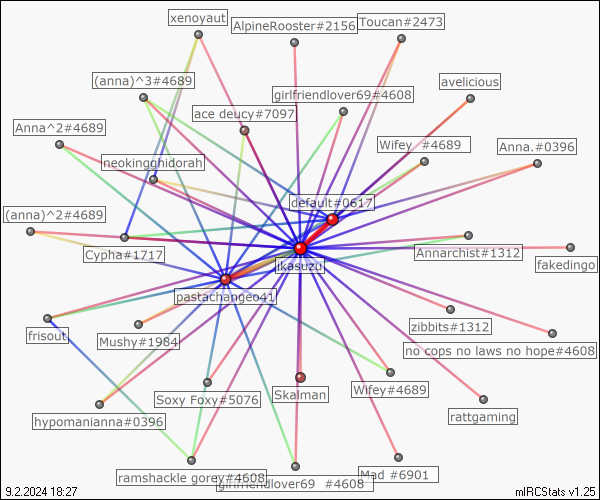 xenoyaut
AlpineRooster#2156
Toucan#2473
(anna)^3#4689
girlfriendlover69#4608
avelicious
ace deucy#7097
Anna^2#4689
Wifey_#4689
Anna.#0396
neokingghidorah
default#0617
(anna)^2#4689
Cypha#1717
Annarchist#1312
fakedingo
ikasuzu
pastachangeo41
frisout
Mushy#1984
zibbits#1312
no cops no laws no hope#4608
Soxy Foxy#5076
Skalman
Wifey#4689
hypomanianna#0396
rattgaming
ramshackle gorey#4608
girlfriendlover69_#4608
Mad_#6901
9.2.2024 18:27
mIRCStats v1.25